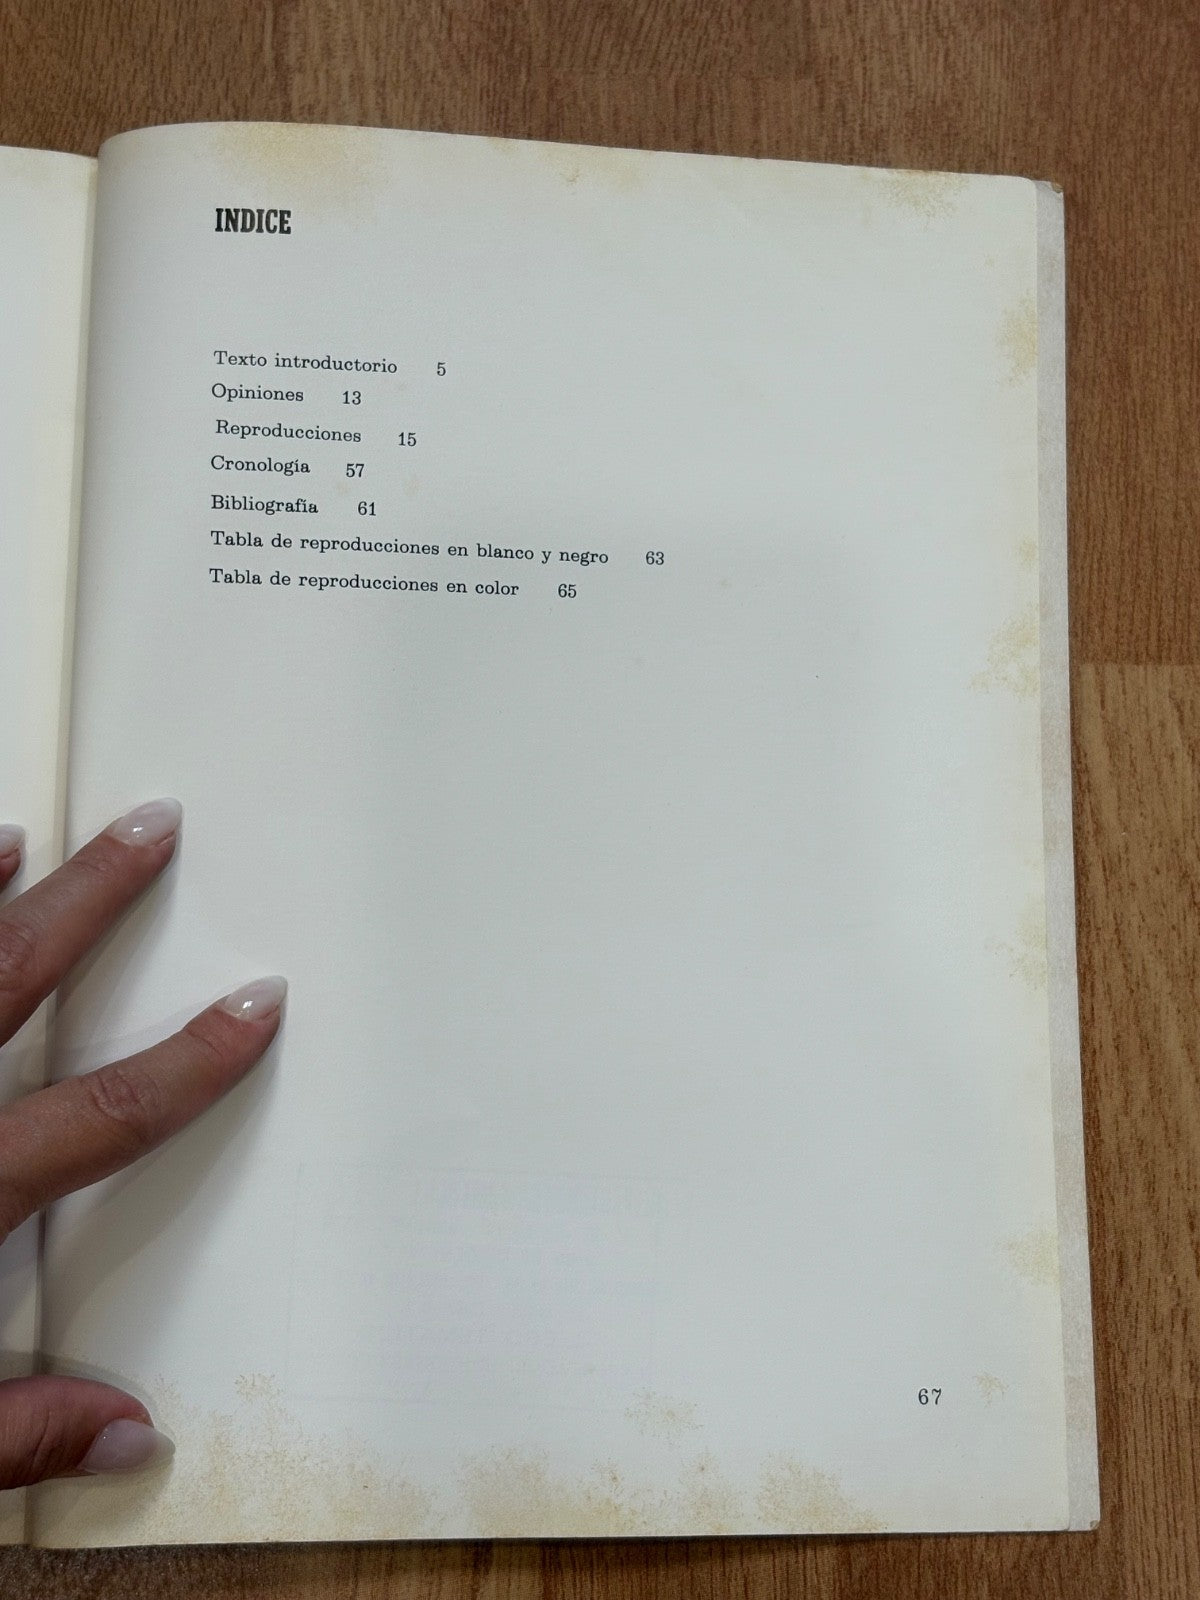 INDICE
Texto introductorio 5
Opiniones 13
Reproducciones 15
Cronología 57
Bibliografía 61
Tabla de reproducciones en blanco y negro 63
Tabla de reproducciones en color 65
67